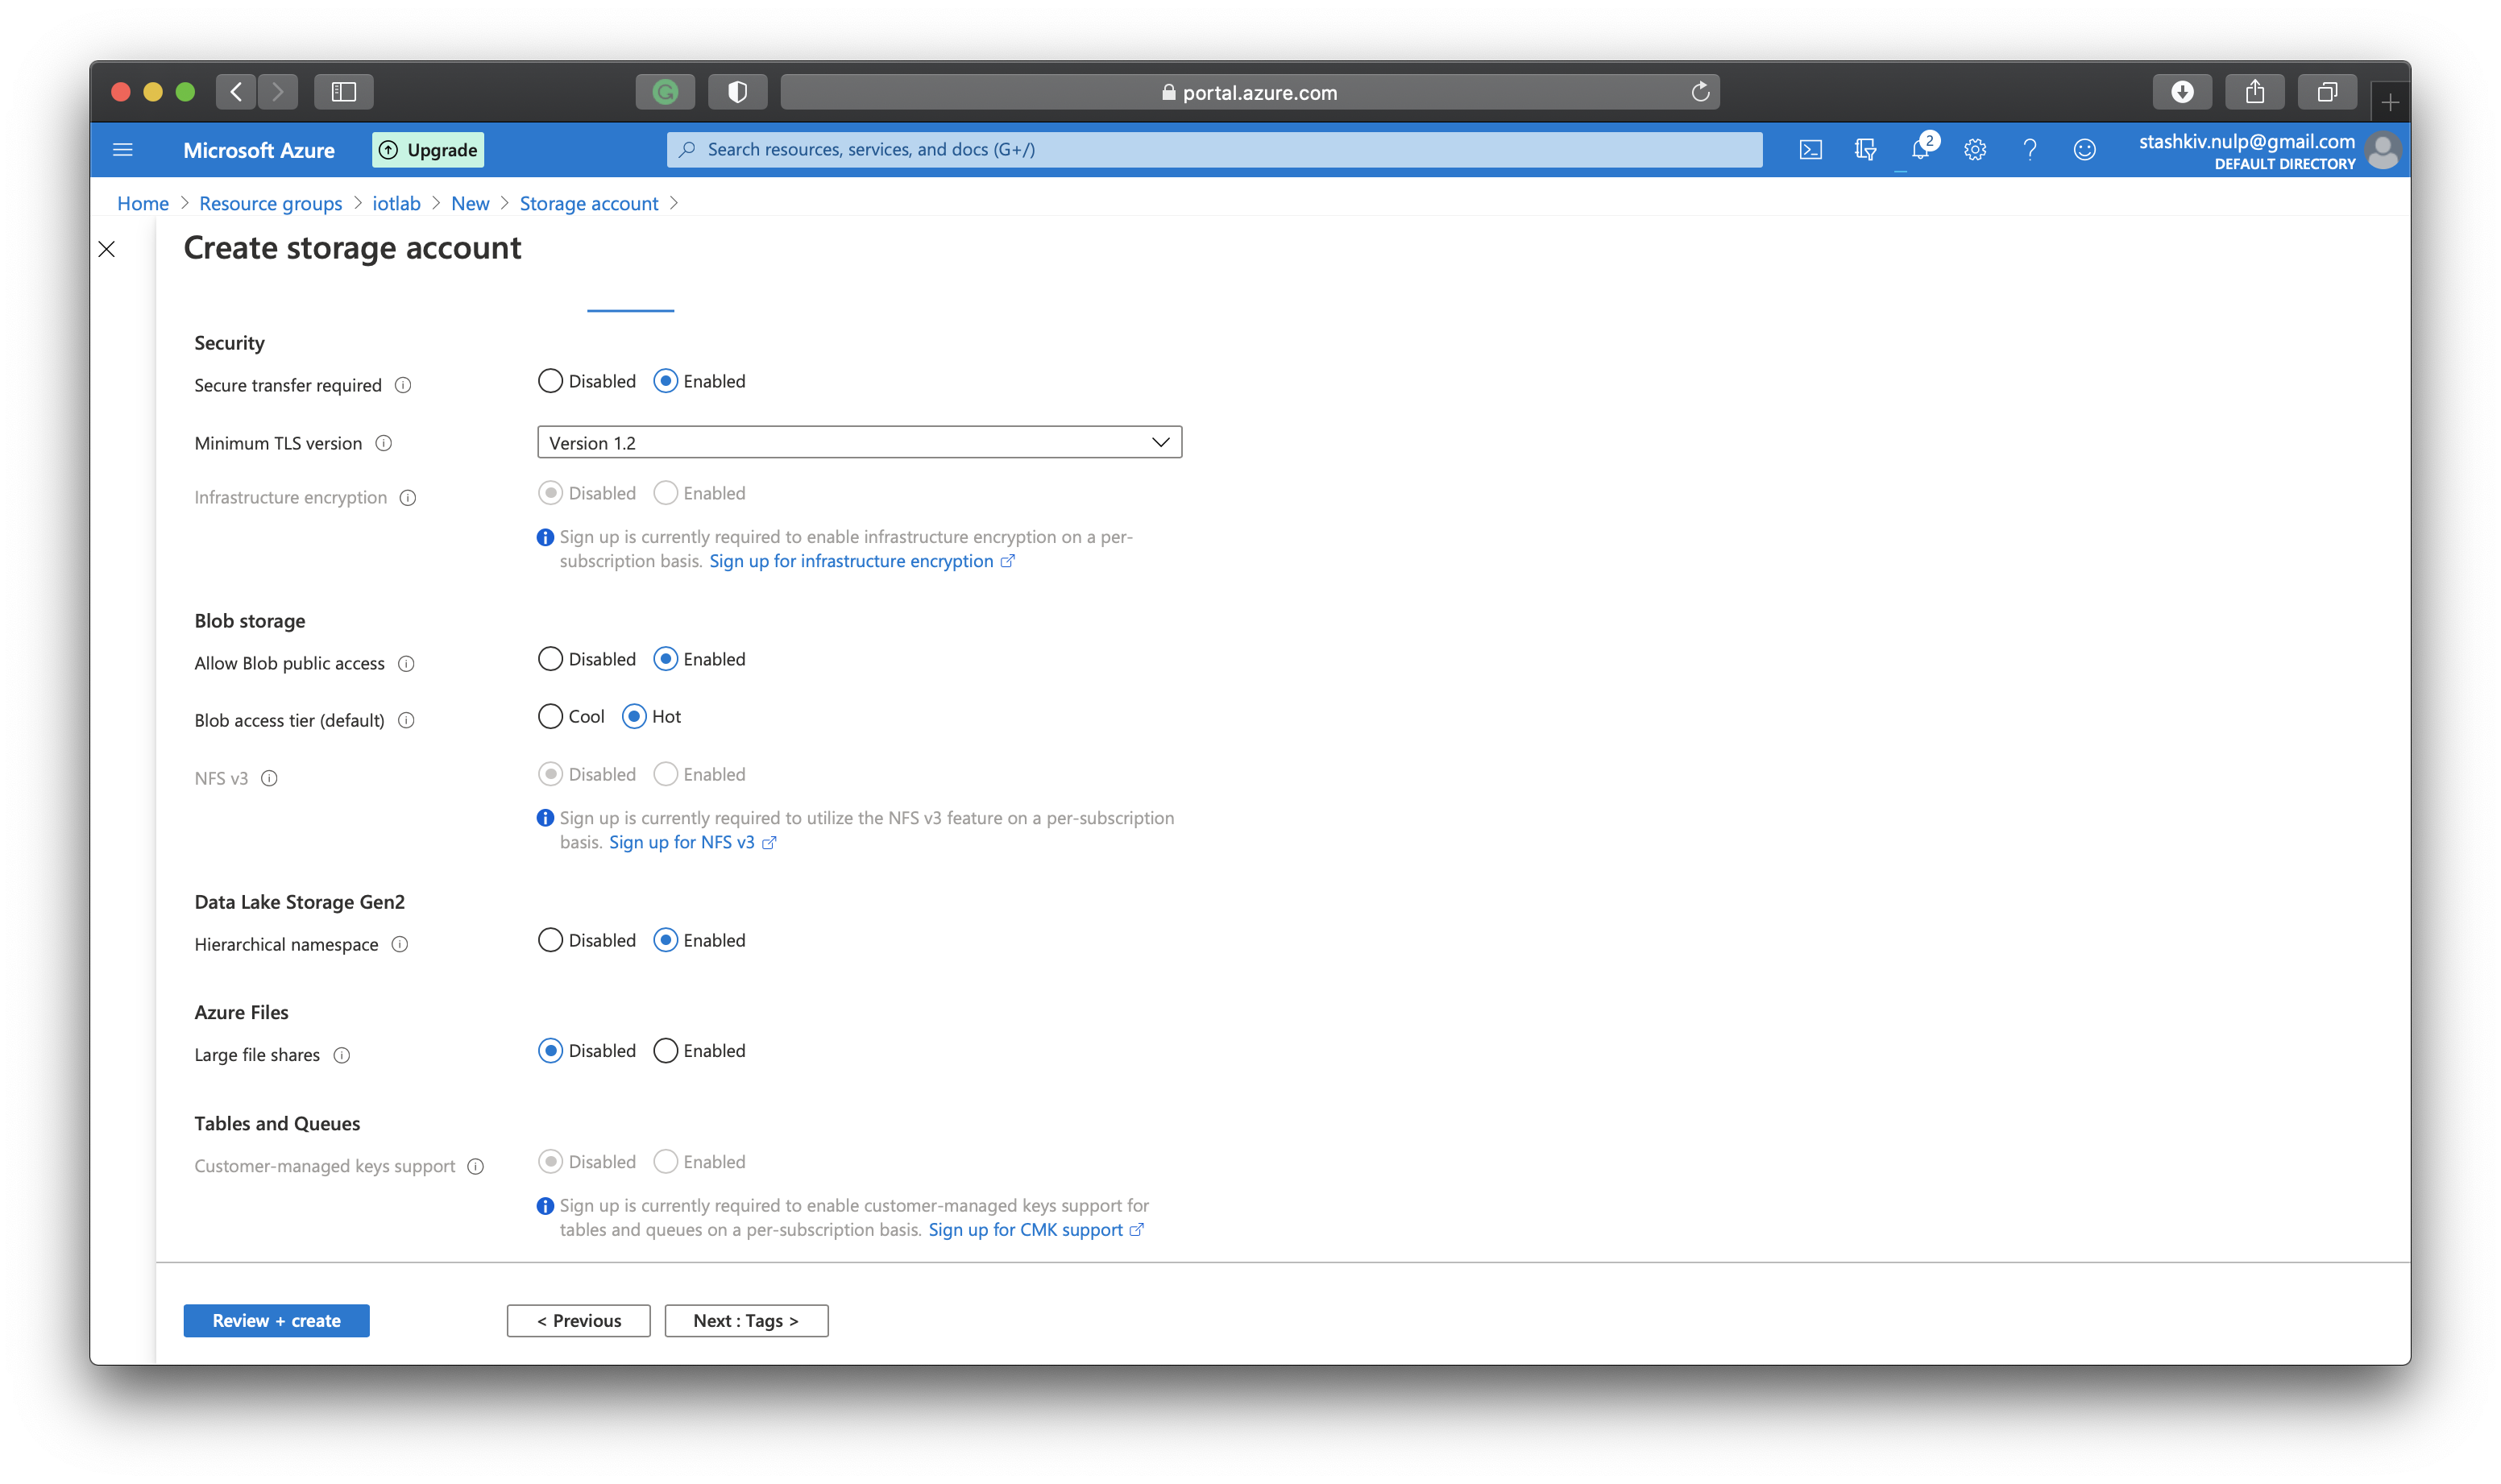 portal.azure.com
Microsoft Azure
Upgrade
Search resources, services, and docs (G+/)
2
stashkiv.nulp@gmail.com
DEFAULT DIRECTORY
Home > Resource groups > iotlab > New > Storage account >
Create storage account
Security
Secure transfer required
Disabled Enabled
Minimum TLS version
Version 1.2
Infrastructure encryption
Disabled Enabled
Sign up is currently required to enable infrastructure encryption on a per-
subscription basis. Sign up for infrastructure encryption
Blob storage
Allow Blob public access
Disabled Enabled
Blob access tier (default)
Cool Hot
NFS v3
Disabled Enabled
Sign up is currently required to utilize the NFS v3 feature on a per-subscription
basis. Sign up for NFS v3
Data Lake Storage Gen2
Hierarchical namespace
Disabled Enabled
Azure Files
Large file shares
Disabled Enabled
Tables and Queues
Customer-managed keys support
Disabled Enabled
Sign up is currently required to enable customer-managed keys support for
tables and queues on a per-subscription basis. Sign up for CMK support
Review + create
< Previous
Next : Tags >